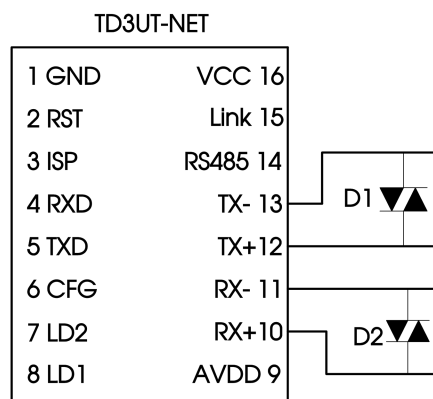 TD3UT-NET
1 GND VCC 16
2 RST Link 15
3 ISP RS485 14
4 RXD TX- 13
D1
5 TXD TX+12
6 CFG RX- 11
7 LD2 RX+10
D2
8 LD1 AVDD 9